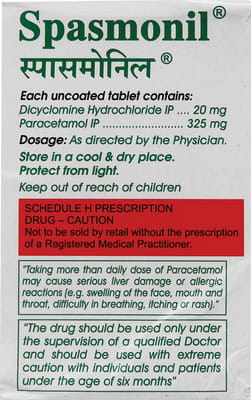 Spasmonil®
स्पासमोनिल®
Each uncoated tablet contains:
Dicyclomine Hydrochloride IP .... 20 mg
Paracetamol IP ........................ 325 mg
Dosage: As directed by the Physician.
Store in a cool & dry place.
Protect from light.
Keep out of reach of children
SCHEDULE H PRESCRIPTION
DRUG – CAUTION
Not to be sold by retail without the prescription
of a Registered Medical Practitioner.
"Taking more than daily dose of Paracetamol
may cause serious liver damage or allergic
reactions (e.g. swelling of the face, mouth and
throat, difficulty in breathing, itching or rash)."
"The drug should be used only under
the supervision of a qualified Doctor
and should be used with extreme
caution with individuals and patients
under the age of six months"